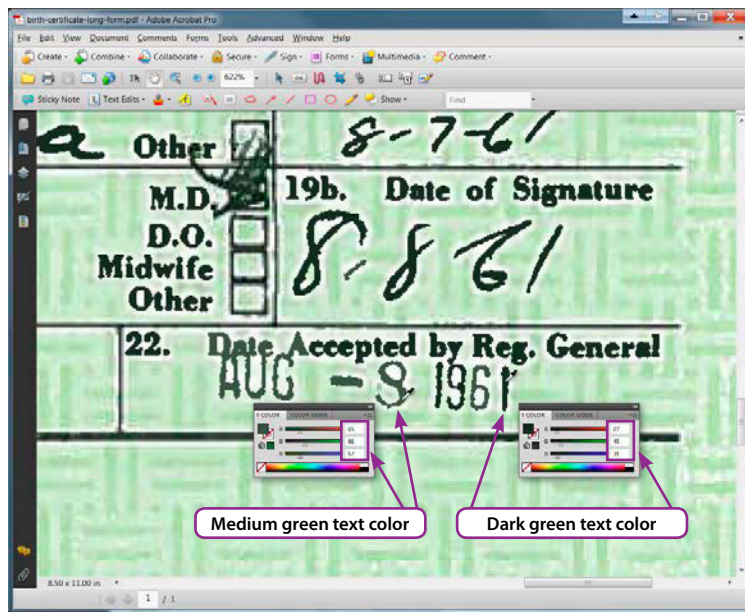 birth-certificate-long-form.pdf - Adobe Acrobat Pro
File Edit View Document Comments Forms Tools Advanced Window Help
Create Combine Collaborate Secure Sign Forms Multimedia Comment
622%
Sticky Note Text Edits Show Find
a Other 8-7-61
M.D. 19b. Date of Signature
D.O. 8-8 61
Midwife
Other
22. Date Accepted by Reg. General
AUG - 8 1961
COLOR COLOR GUIDE
R
G
B
COLOR COLOR GUIDE
R
G
B
Medium green text color
Dark green text color
8.50 x 11.00 in
1 / 1